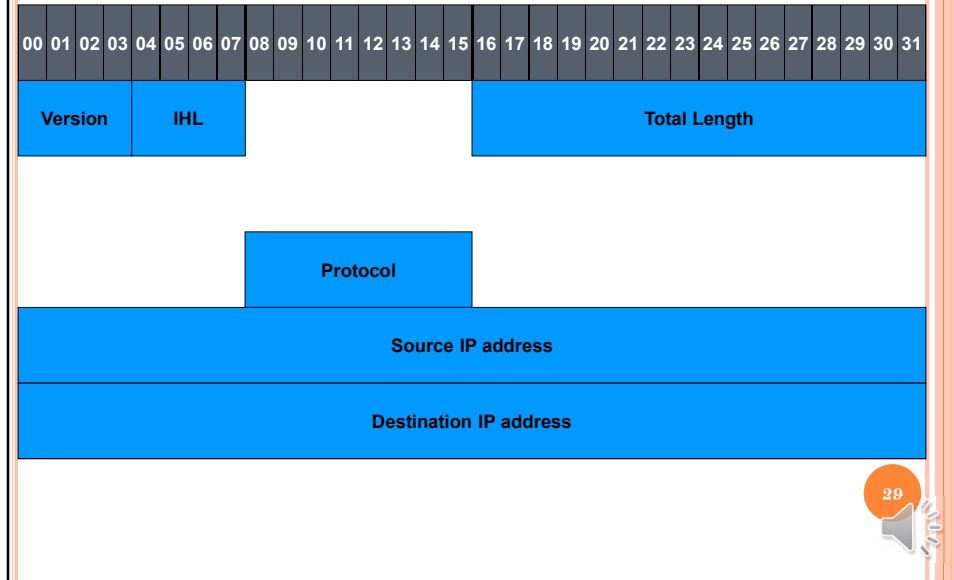 00 01 02 03 04 05 06 07 08 09 10 11 12 13 14 15 16 17 18 19 20 21 22 23 24 25 26 27 28 29 30 31
Version IHL Total Length
Protocol
Source IP address
Destination IP address
29